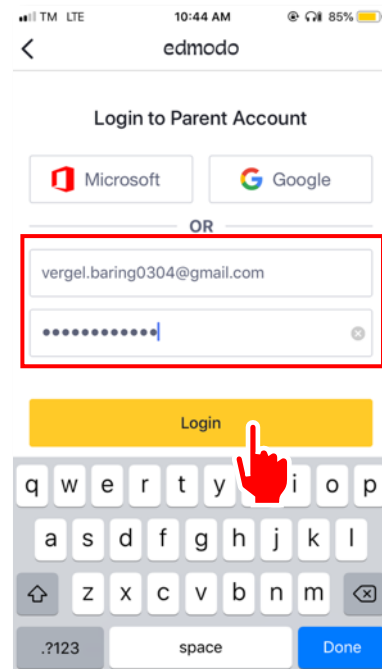 TM LTE 10:44 AM 85%
edmodo
Login to Parent Account
Microsoft Google
OR
vergel.baring0304@gmail.com
••••••••••••
Login
q w e r t y i o p
a s d f g h j k l
z x c v b n m
.?123 space Done